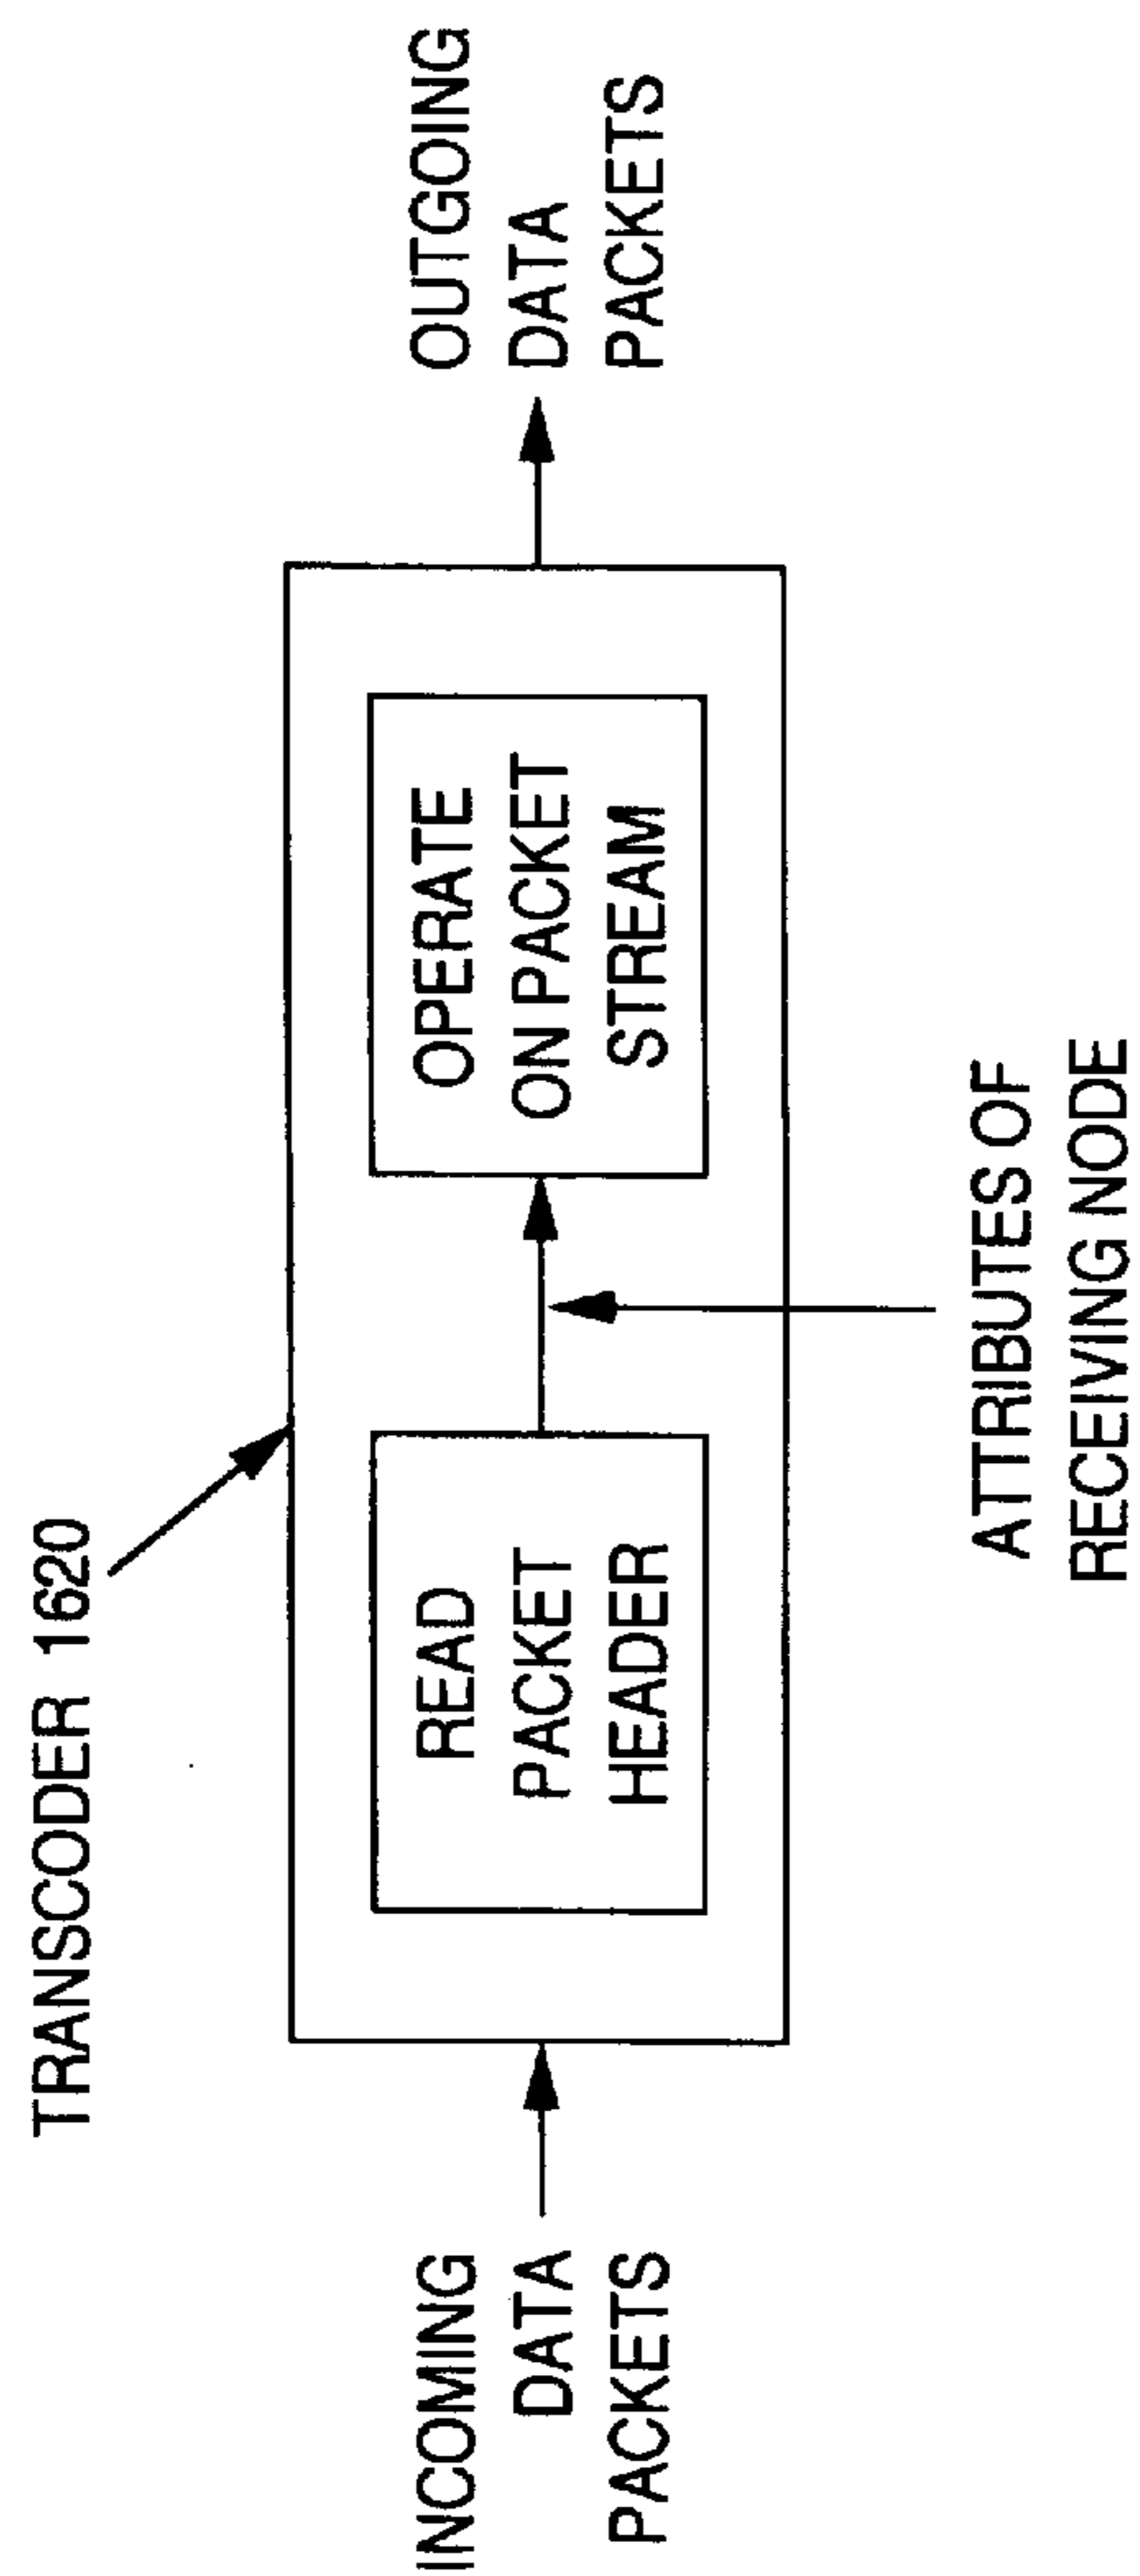 TRANSCODER 1620
INCOMING
DATA
PACKETS
READ
PACKET
HEADER
OPERATE
ON PACKET
STREAM
OUTGOING
DATA
PACKETS
ATTRIBUTES OF
RECEIVING NODE